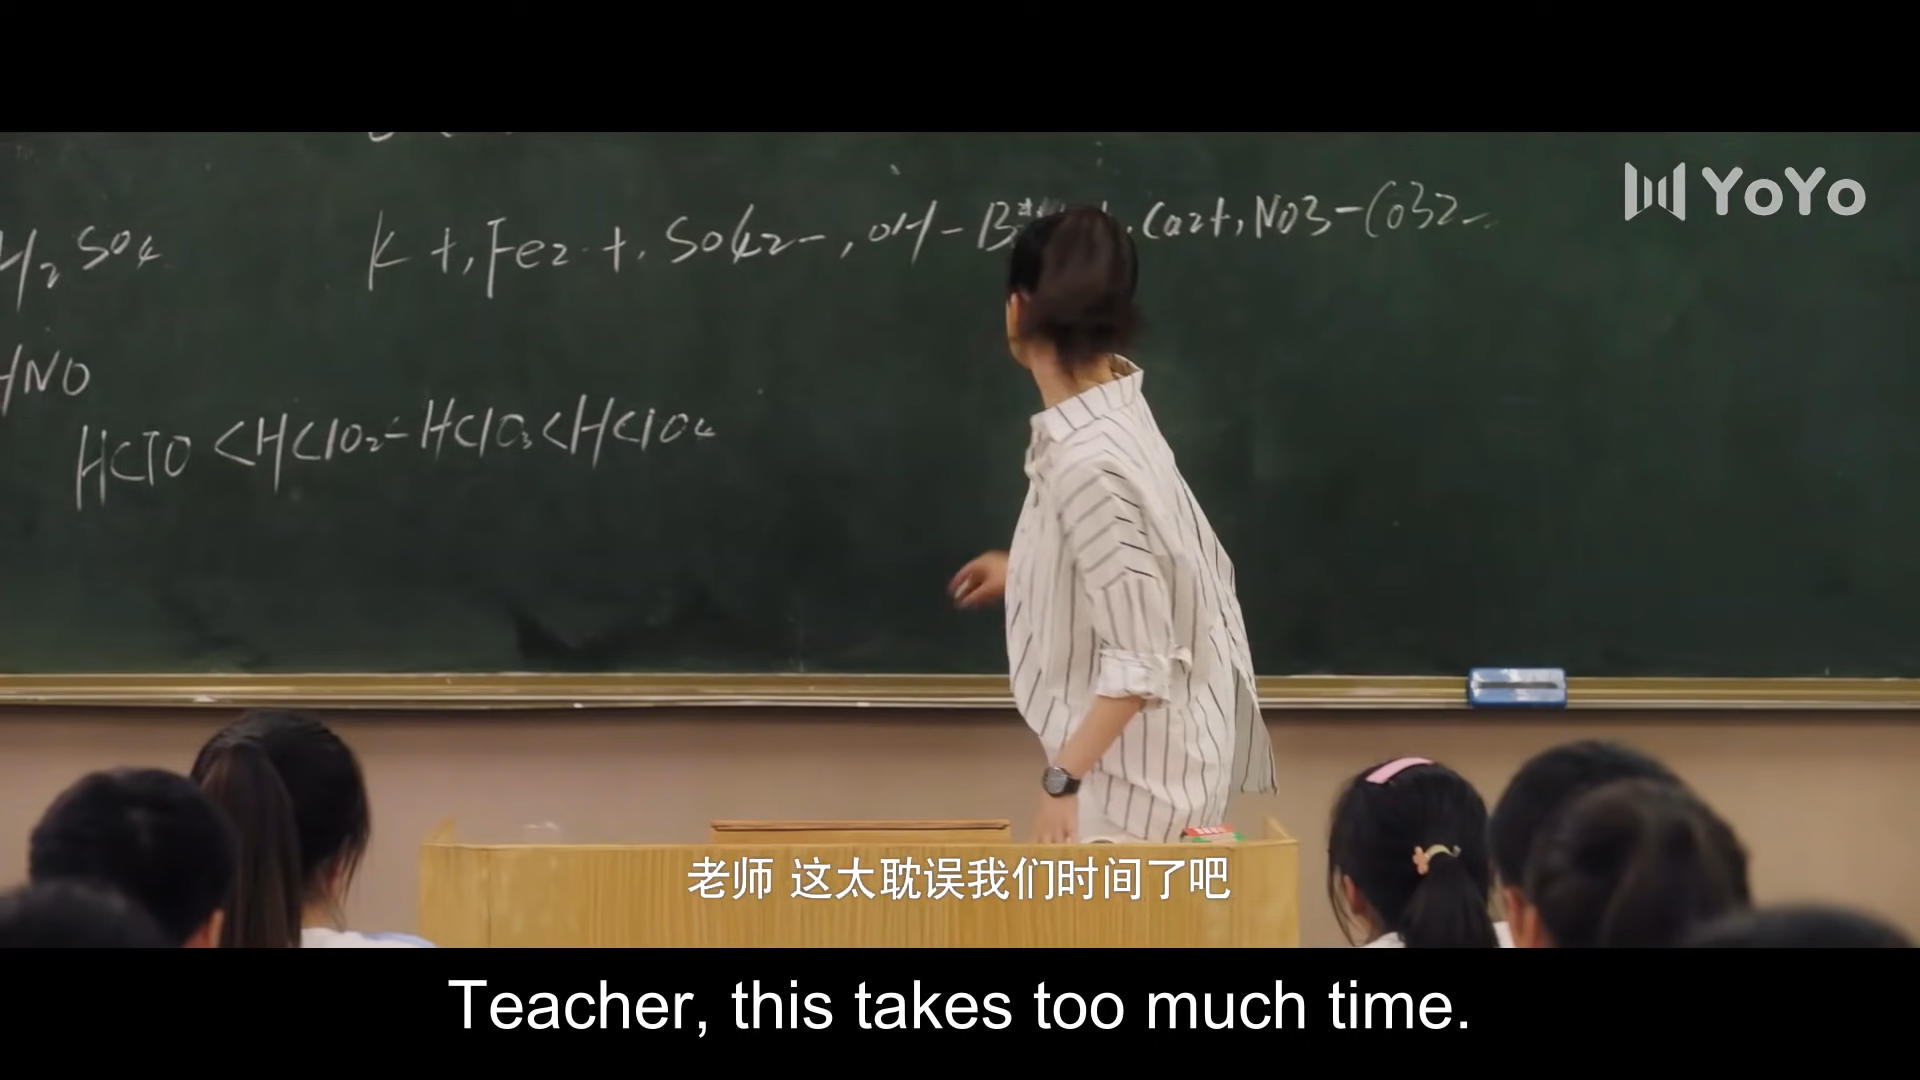 YoYo
K+, Fe2+, SO42-, OH- B , Ca2+, NO3- CO32-
H2SO4
HNO
HClO <HClO2=HClO3<HClO4
老师 这太耽误我们时间了吧
Teacher, this takes too much time.